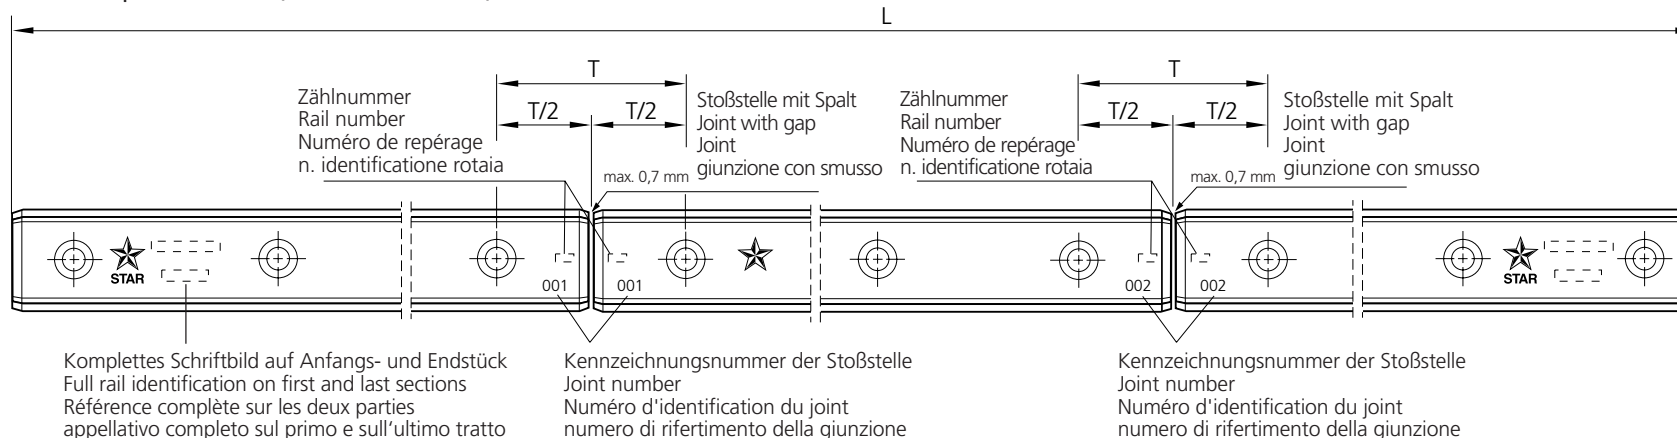 L
T
T
Zählnummer
Rail number
Numéro de repérage
n. identificatione rotaia
T/2
T/2
Stoßstelle mit Spalt
Joint with gap
Joint
giunzione con smusso
max. 0,7 mm
Zählnummer
Rail number
Numéro de repérage
n. identificatione rotaia
T/2
T/2
Stoßstelle mit Spalt
Joint with gap
Joint
giunzione con smusso
max. 0,7 mm
STAR
001
001
002
002
STAR
Komplettes Schriftbild auf Anfangs- und Endstück
Full rail identification on first and last sections
Référence complète sur les deux parties
appellativo completo sul primo e sull'ultimo tratto
Kennzeichnungsnummer der Stoßstelle
Joint number
Numéro d'identification du joint
numero di rifertimento della giunzione
Kennzeichnungsnummer der Stoßstelle
Joint number
Numéro d'identification du joint
numero di rifertimento della giunzione